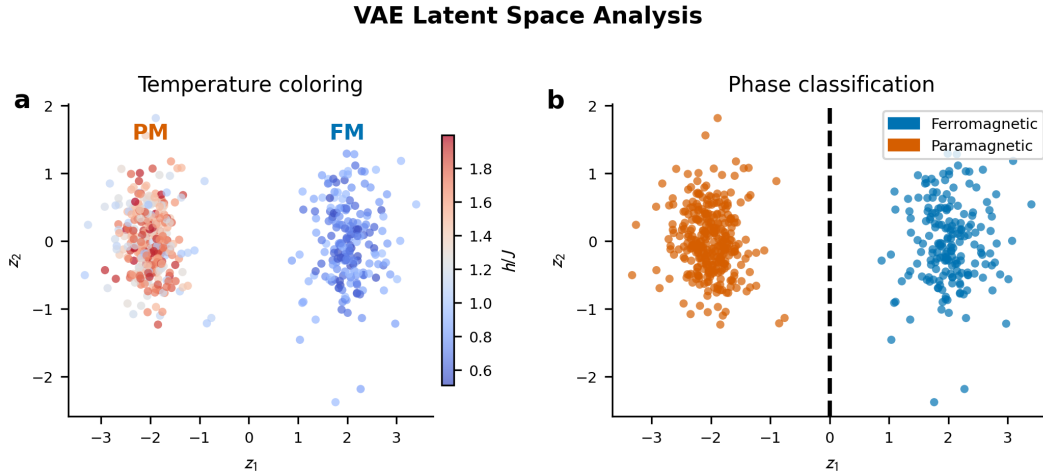 VAE Latent Space Analysis
a
Temperature coloring
PM
FM
2
1
0
−1
−2
z₂
−3
−2
−1
0
1
2
3
z₁
1.8
1.6
1.4
1.2
1.0
0.8
0.6
h/J
b
Phase classification
Ferromagnetic
Paramagnetic
2
1
0
−1
−2
z₂
−3
−2
−1
0
1
2
3
z₁